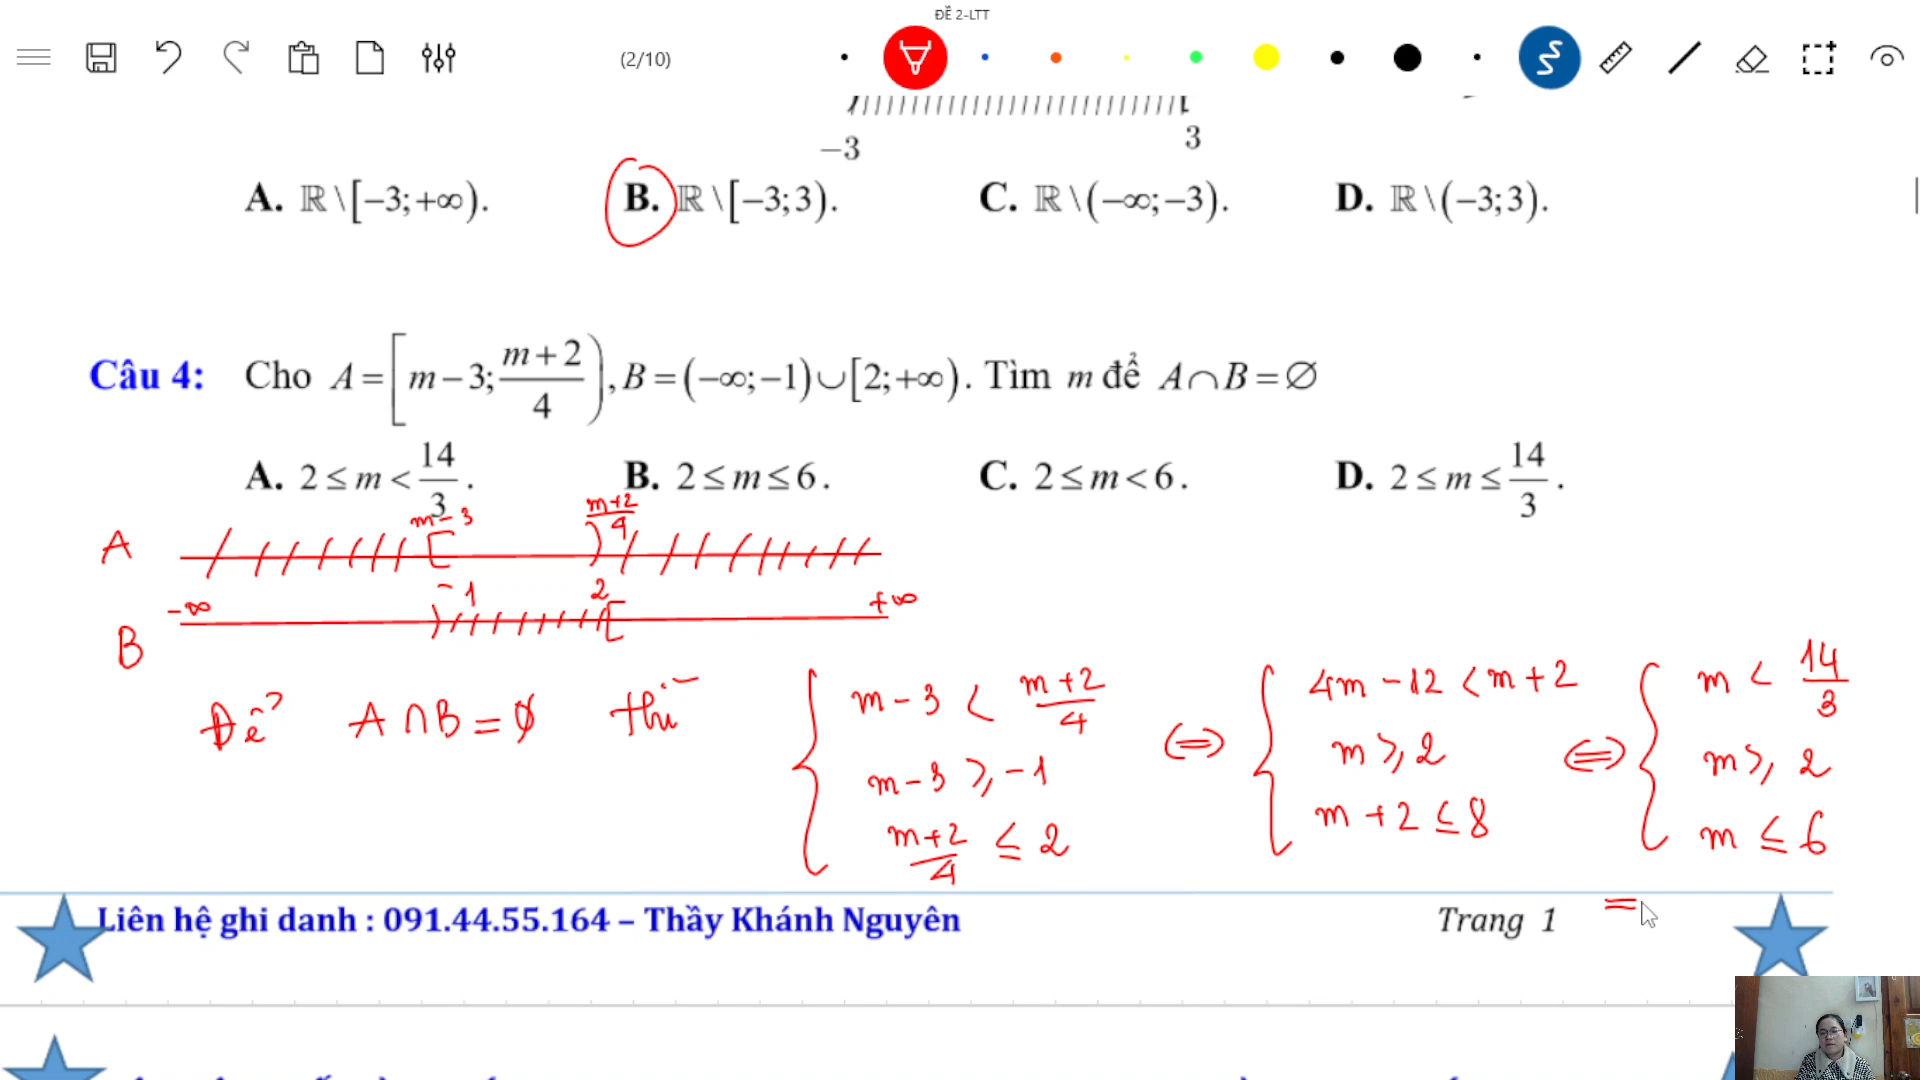 ĐỀ 2-LTT
(2/10)
-3 3
A. ℝ\[−3;+∞). B. ℝ\[−3;3). C. ℝ\(−∞;−3). D. ℝ\(−3;3).
Câu 4: Cho A = [m−3; (m+2)/4), B = (−∞;−1)∪[2;+∞). Tìm m để A∩B = ∅
A. 2 ≤ m < 14/3. B. 2 ≤ m ≤ 6. C. 2 ≤ m < 6. D. 2 ≤ m ≤ 14/3.
m−3 (m+2)/4
A [ )
-1 2
-∞ +∞
B ) [
Để A∩B = ∅ thì { m−3 < (m+2)/4 ⇔ { 4m −12 < m+2 ⇔ { m < 14/3
m−3 ≥ −1 m ≥ 2 m ≥ 2
(m+2)/4 ≤ 2 m+2 ≤ 8 m ≤ 6
=
Liên hệ ghi danh : 091.44.55.164 – Thầy Khánh Nguyên Trang 1